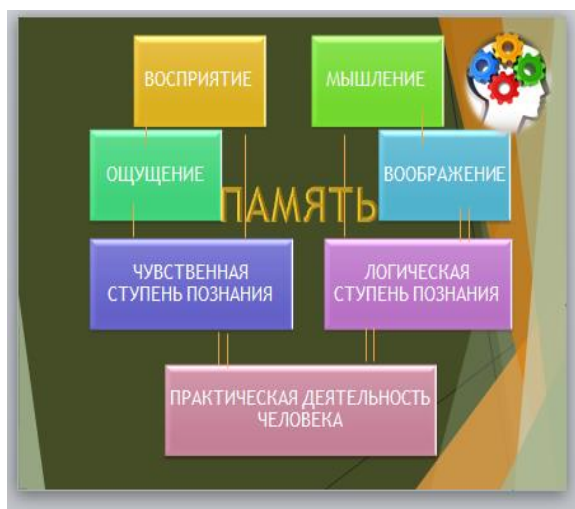 ВОСПРИЯТИЕ
МЫШЛЕНИЕ
ОЩУЩЕНИЕ
ВООБРАЖЕНИЕ
ПАМЯТЬ
ЧУВСТВЕННАЯ
СТУПЕНЬ ПОЗНАНИЯ
ЛОГИЧЕСКАЯ
СТУПЕНЬ ПОЗНАНИЯ
ПРАКТИЧЕСКАЯ ДЕЯТЕЛЬНОСТЬ
ЧЕЛОВЕКА